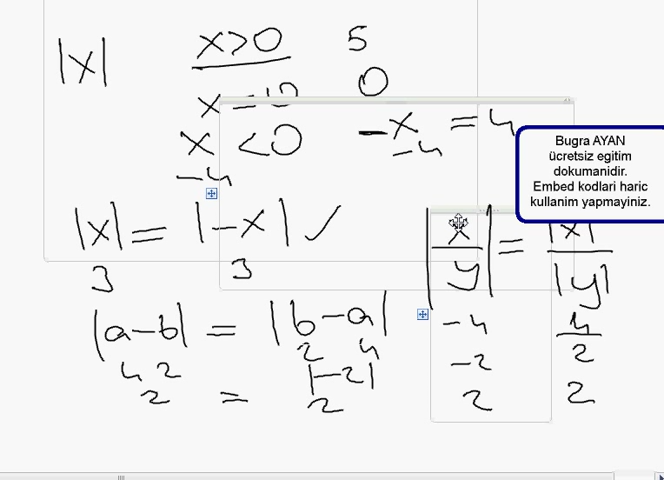 |x| x>0 5
x=0 0
x<0 -x = 4
-4 -4
Bugra AYAN
ücretsiz egitim
dokumanidir.
Embed kodlari haric
kullanim yapmayiniz.
|x| = |-x| ✓
3 3
|x/y| = |x|/|y|
|a-b| = |b-a|
4 2 2 4
2 = |-2|
2
-4 4
-2 2
2 2